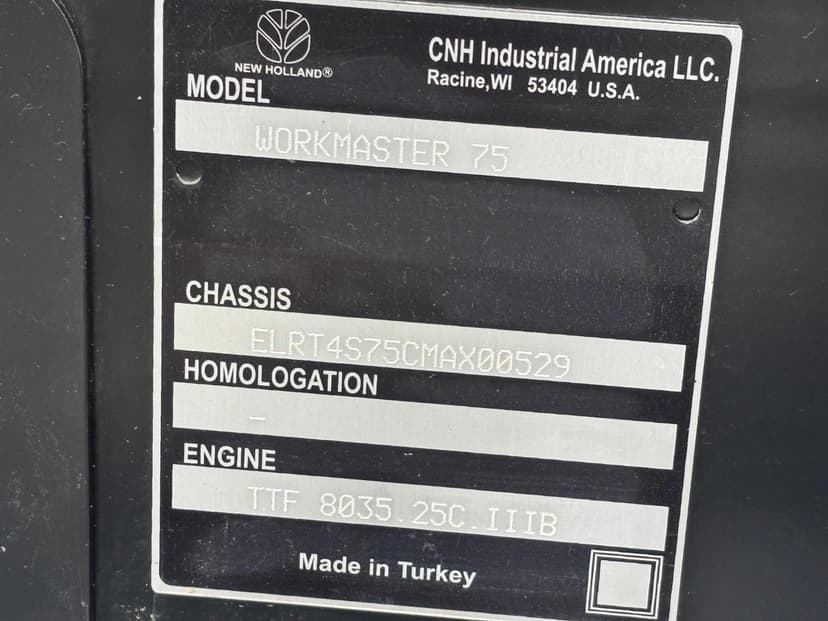 NEW HOLLAND®
CNH Industrial America LLC.
Racine,WI 53404 U.S.A.
MODEL
WORKMASTER 75
CHASSIS
ELRT4S75CMAX00529
HOMOLOGATION
–
ENGINE
TTF 8035.25C.IIIB
Made in Turkey